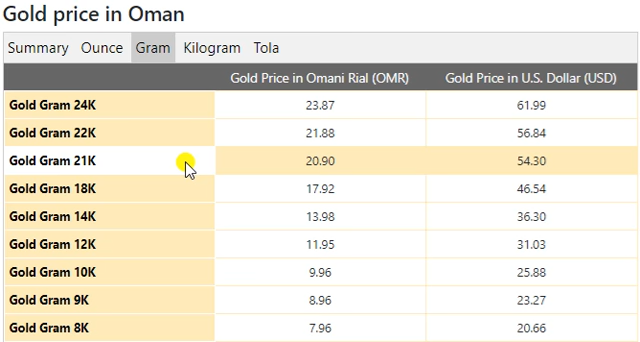 Gold price in Oman
Summary Ounce Gram Kilogram Tola
Gold Price in Omani Rial (OMR) Gold Price in U.S. Dollar (USD)
Gold Gram 24K 23.87 61.99
Gold Gram 22K 21.88 56.84
Gold Gram 21K 20.90 54.30
Gold Gram 18K 17.92 46.54
Gold Gram 14K 13.98 36.30
Gold Gram 12K 11.95 31.03
Gold Gram 10K 9.96 25.88
Gold Gram 9K 8.96 23.27
Gold Gram 8K 7.96 20.66